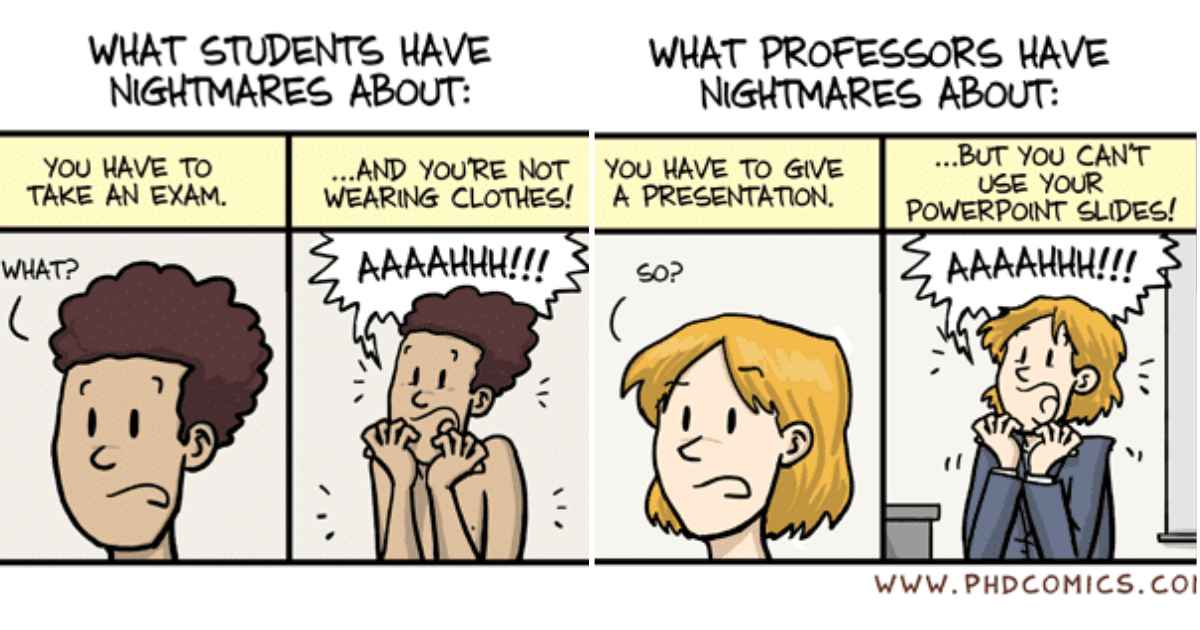 WHAT STUDENTS HAVE
NIGHTMARES ABOUT:
YOU HAVE TO
TAKE AN EXAM.
...AND YOU'RE NOT
WEARING CLOTHES!
WHAT?
AAAAHHH!!!
WHAT PROFESSORS HAVE
NIGHTMARES ABOUT:
YOU HAVE TO GIVE
A PRESENTATION.
...BUT YOU CAN'T
USE YOUR
POWERPOINT SLIDES!
SO?
AAAAHHH!!!
WWW.PHDCOMICS.CO